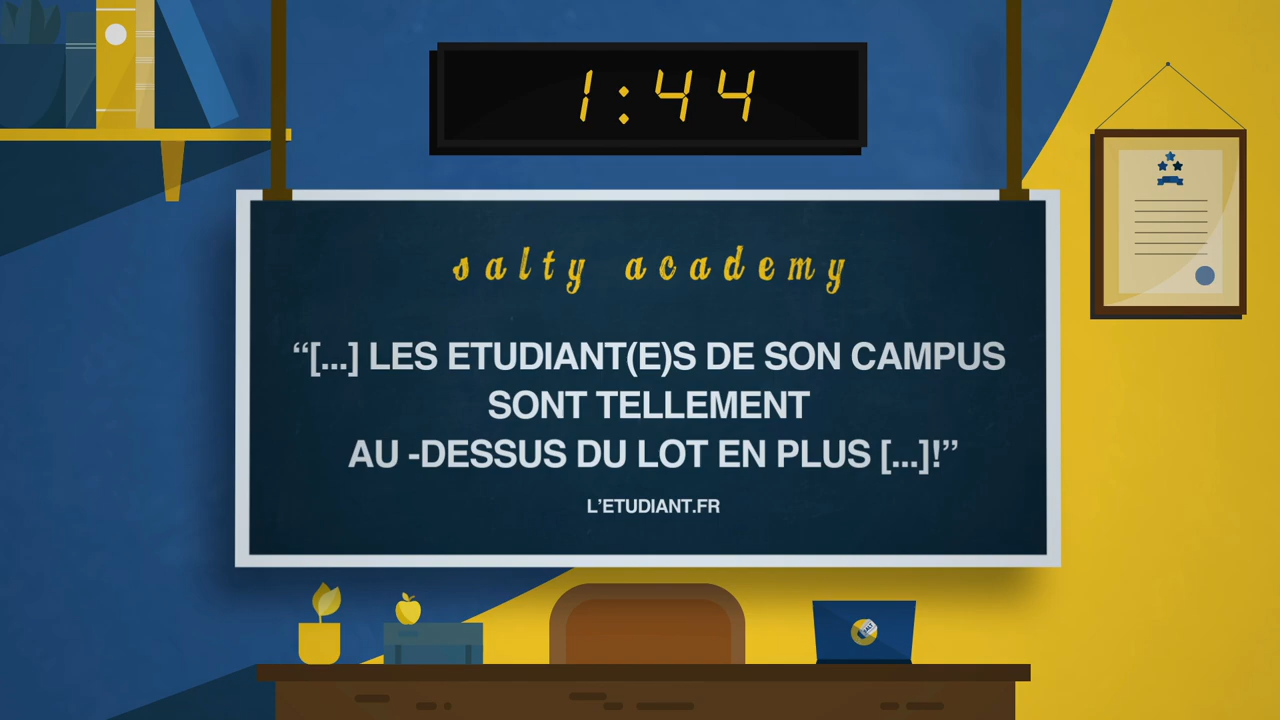 1:44
salty academy
“[...] LES ETUDIANT(E)S DE SON CAMPUS
SONT TELLEMENT
AU -DESSUS DU LOT EN PLUS [...]!”
L’ETUDIANT.FR